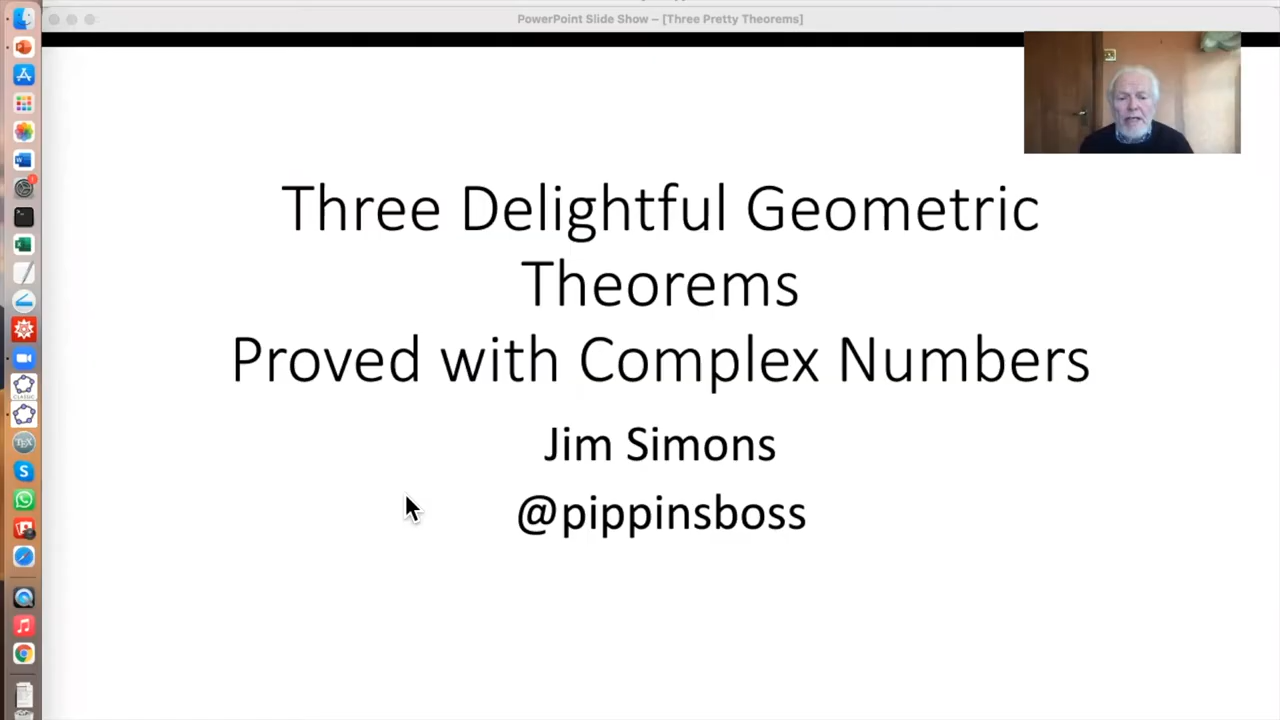 PowerPoint Slide Show – [Three Pretty Theorems]
Three Delightful Geometric
Theorems
Proved with Complex Numbers
Jim Simons
@pippinsboss